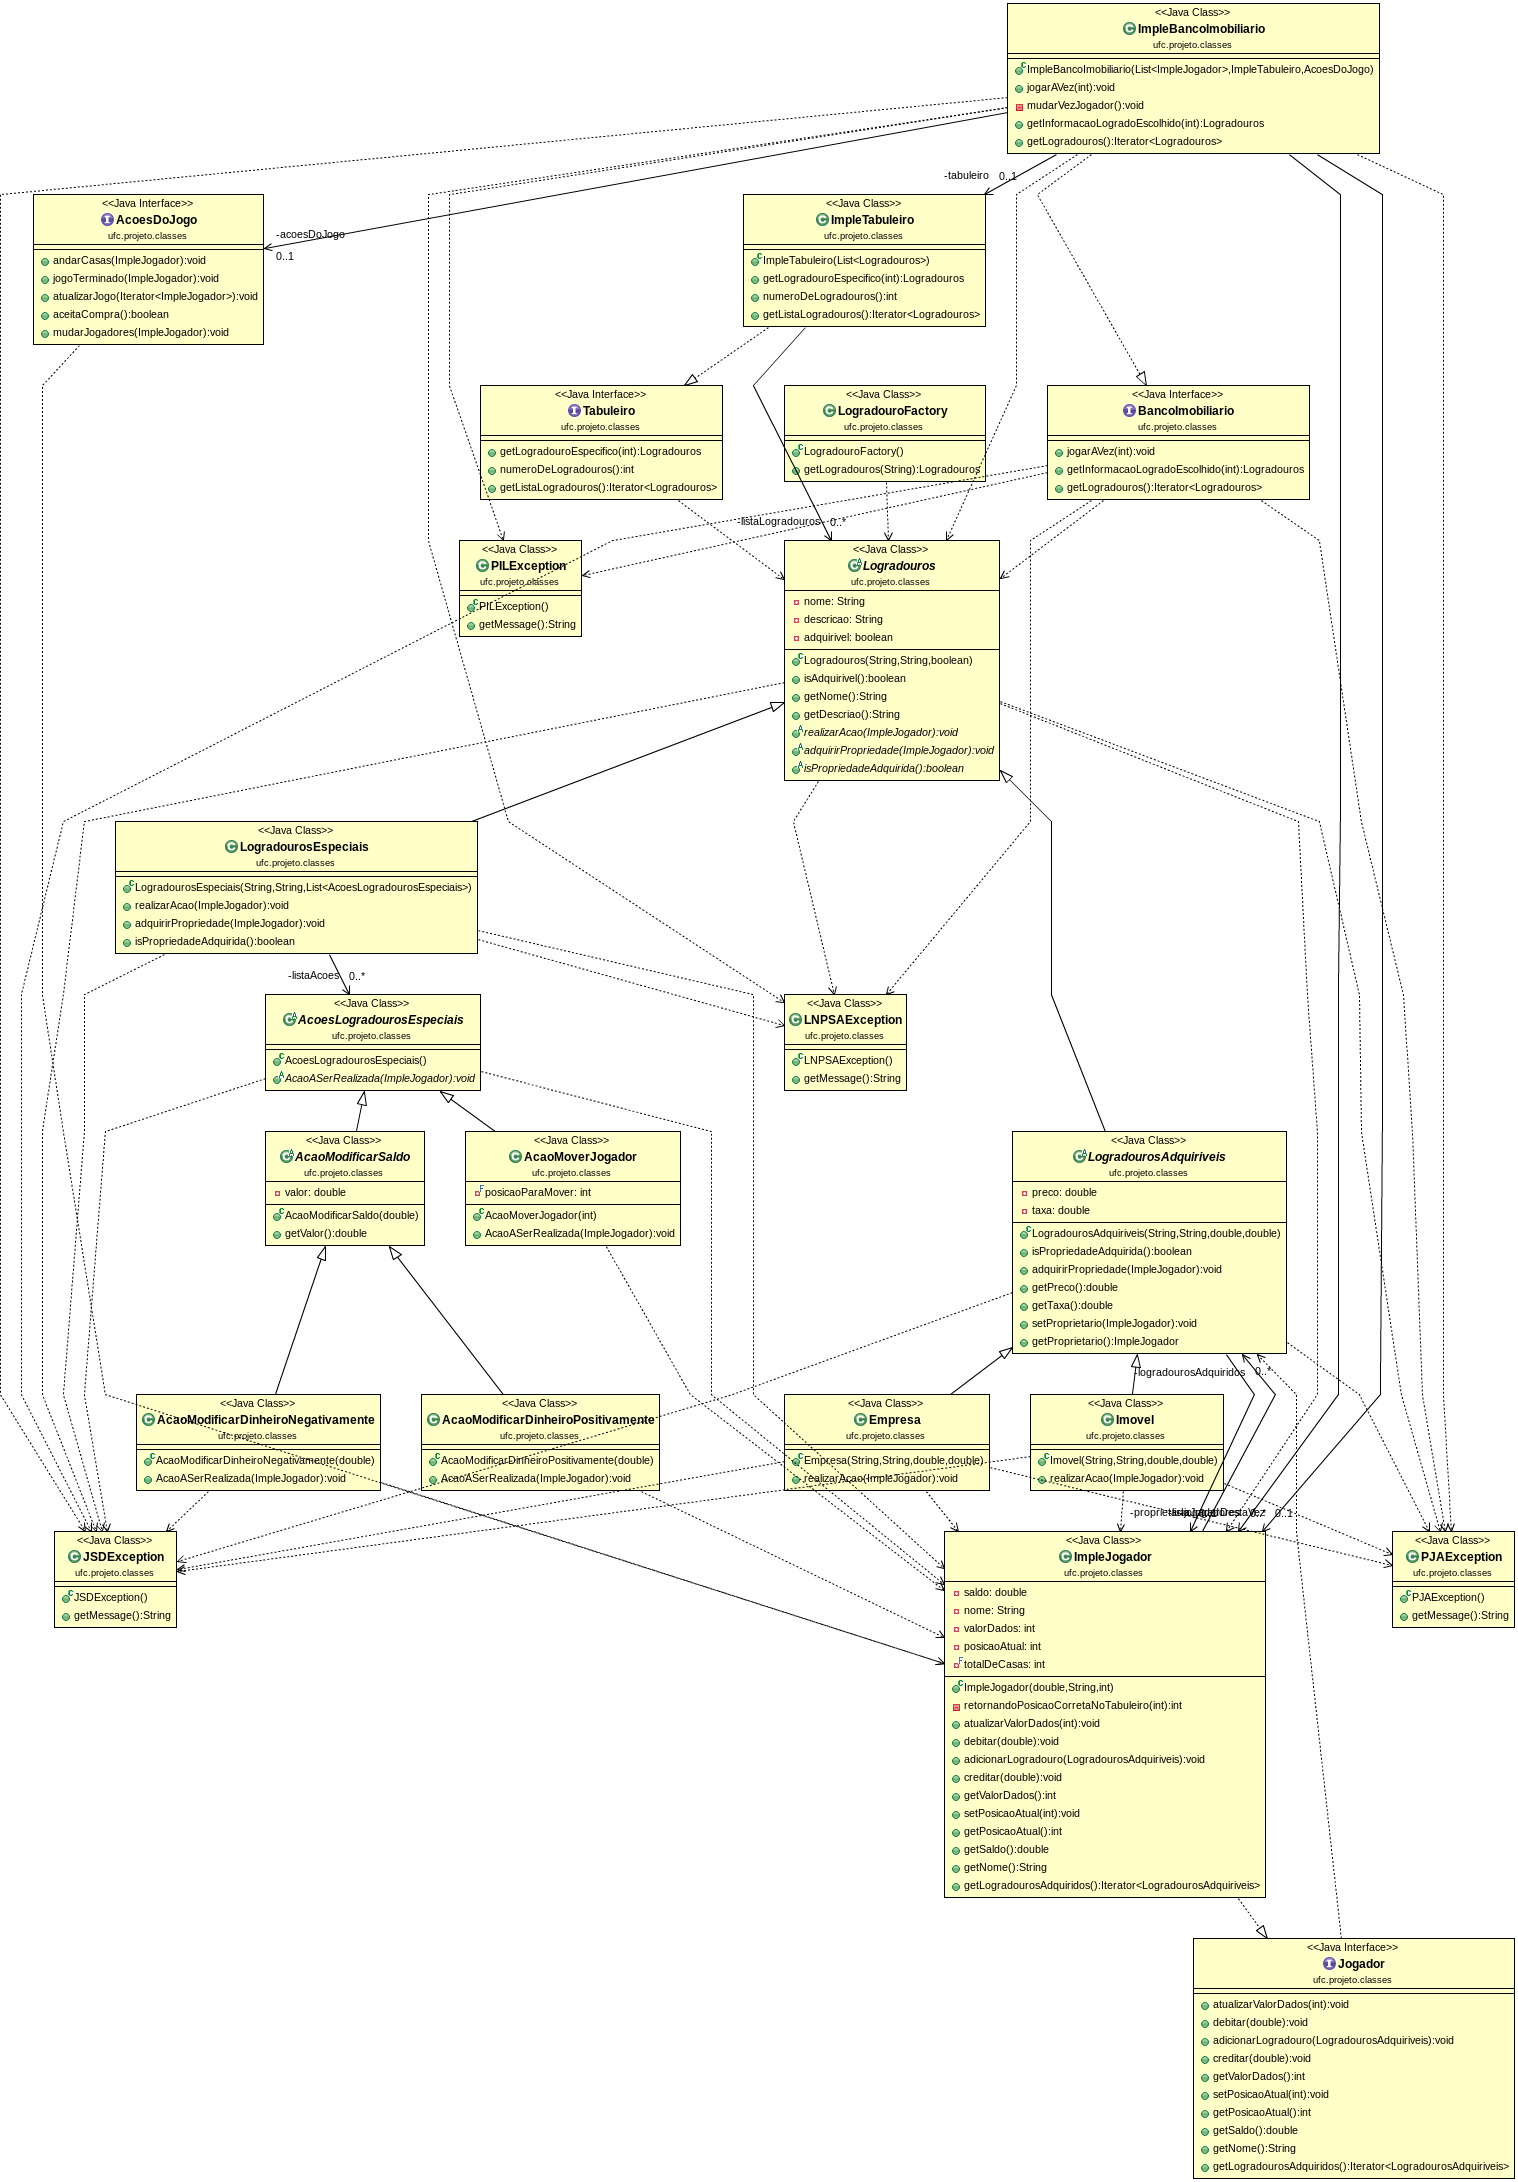 <<Java Class>>
ImpleBancoImobiliario
ufc.projeto.classes
ImpleBancoImobiliario(List<ImpleJogador>,ImpleTabuleiro,AcoesDoJogo)
jogarAVez(int):void
mudarVezJogador():void
getInformacaoLogradoEscolhido(int):Logradouros
getLogradouros():Iterator<Logradouros>
-tabuleiro 0..1
<<Java Interface>>
AcoesDoJogo
ufc.projeto.classes
andarCasas(ImpleJogador):void
jogoTerminado(ImpleJogador):void
atualizarJogo(Iterator<ImpleJogador>):void
aceitaCompra():boolean
mudarJogadores(ImpleJogador):void
-acoesDoJogo
0..1
<<Java Class>>
ImpleTabuleiro
ufc.projeto.classes
ImpleTabuleiro(List<Logradouros>)
getLogradouroEspecifico(int):Logradouros
numeroDeLogradouros():int
getListaLogradouros():Iterator<Logradouros>
<<Java Interface>>
Tabuleiro
ufc.projeto.classes
getLogradouroEspecifico(int):Logradouros
numeroDeLogradouros():int
getListaLogradouros():Iterator<Logradouros>
<<Java Class>>
LogradouroFactory
ufc.projeto.classes
LogradouroFactory()
getLogradouros(String):Logradouros
<<Java Interface>>
BancoImobiliario
ufc.projeto.classes
jogarAVez(int):void
getInformacaoLogradoEscolhido(int):Logradouros
getLogradouros():Iterator<Logradouros>
-listaLogradouros 0..*
<<Java Class>>
PILException
ufc.projeto.classes
PILException()
getMessage():String
<<Java Class>>
Logradouros
ufc.projeto.classes
nome: String
descricao: String
adquirivel: boolean
Logradouros(String,String,boolean)
isAdquirivel():boolean
getNome():String
getDescriao():String
realizarAcao(ImpleJogador):void
adquirirPropriedade(ImpleJogador):void
isPropriedadeAdquirida():boolean
<<Java Class>>
LogradourosEspeciais
ufc.projeto.classes
LogradourosEspeciais(String,String,List<AcoesLogradourosEspeciais>)
realizarAcao(ImpleJogador):void
adquirirPropriedade(ImpleJogador):void
isPropriedadeAdquirida():boolean
-listaAcoes 0..*
<<Java Class>>
AcoesLogradourosEspeciais
ufc.projeto.classes
AcoesLogradourosEspeciais()
AcaoASerRealizada(ImpleJogador):void
<<Java Class>>
LNPSAException
ufc.projeto.classes
LNPSAException()
getMessage():String
<<Java Class>>
AcaoModificarSaldo
ufc.projeto.classes
valor: double
AcaoModificarSaldo(double)
getValor():double
<<Java Class>>
AcaoMoverJogador
ufc.projeto.classes
posicaoParaMover: int
AcaoMoverJogador(int)
AcaoASerRealizada(ImpleJogador):void
<<Java Class>>
LogradourosAdquiriveis
ufc.projeto.classes
preco: double
taxa: double
LogradourosAdquiriveis(String,String,double,double)
isPropriedadeAdquirida():boolean
adquirirPropriedade(ImpleJogador):void
getPreco():double
getTaxa():double
setProprietario(ImpleJogador):void
getProprietario():ImpleJogador
-logradourosAdquiridos 0..*
<<Java Class>>
AcaoModificarDinheiroNegativamente
ufc.projeto.classes
AcaoModificarDinheiroNegativamente(double)
AcaoASerRealizada(ImpleJogador):void
<<Java Class>>
AcaoModificarDinheiroPositivamente
ufc.projeto.classes
AcaoModificarDinheiroPositivamente(double)
AcaoASerRealizada(ImpleJogador):void
<<Java Class>>
Empresa
ufc.projeto.classes
Empresa(String,String,double,double)
realizarAcao(ImpleJogador):void
<<Java Class>>
Imovel
ufc.projeto.classes
Imovel(String,String,double,double)
realizarAcao(ImpleJogador):void
0..1
<<Java Class>>
JSDException
ufc.projeto.classes
JSDException()
getMessage():String
<<Java Class>>
ImpleJogador
ufc.projeto.classes
saldo: double
nome: String
valorDados: int
posicaoAtual: int
totalDeCasas: int
ImpleJogador(double,String,int)
retornandoPosicaoCorretaNoTabuleiro(int):int
atualizarValorDados(int):void
debitar(double):void
adicionarLogradouro(LogradourosAdquiriveis):void
creditar(double):void
getValorDados():int
setPosicaoAtual(int):void
getPosicaoAtual():int
getSaldo():double
getNome():String
getLogradourosAdquiridos():Iterator<LogradourosAdquiriveis>
<<Java Class>>
PJAException
ufc.projeto.classes
PJAException()
getMessage():String
<<Java Interface>>
Jogador
ufc.projeto.classes
atualizarValorDados(int):void
debitar(double):void
adicionarLogradouro(LogradourosAdquiriveis):void
creditar(double):void
getValorDados():int
setPosicaoAtual(int):void
getPosicaoAtual():int
getSaldo():double
getNome():String
getLogradourosAdquiridos():Iterator<LogradourosAdquiriveis>